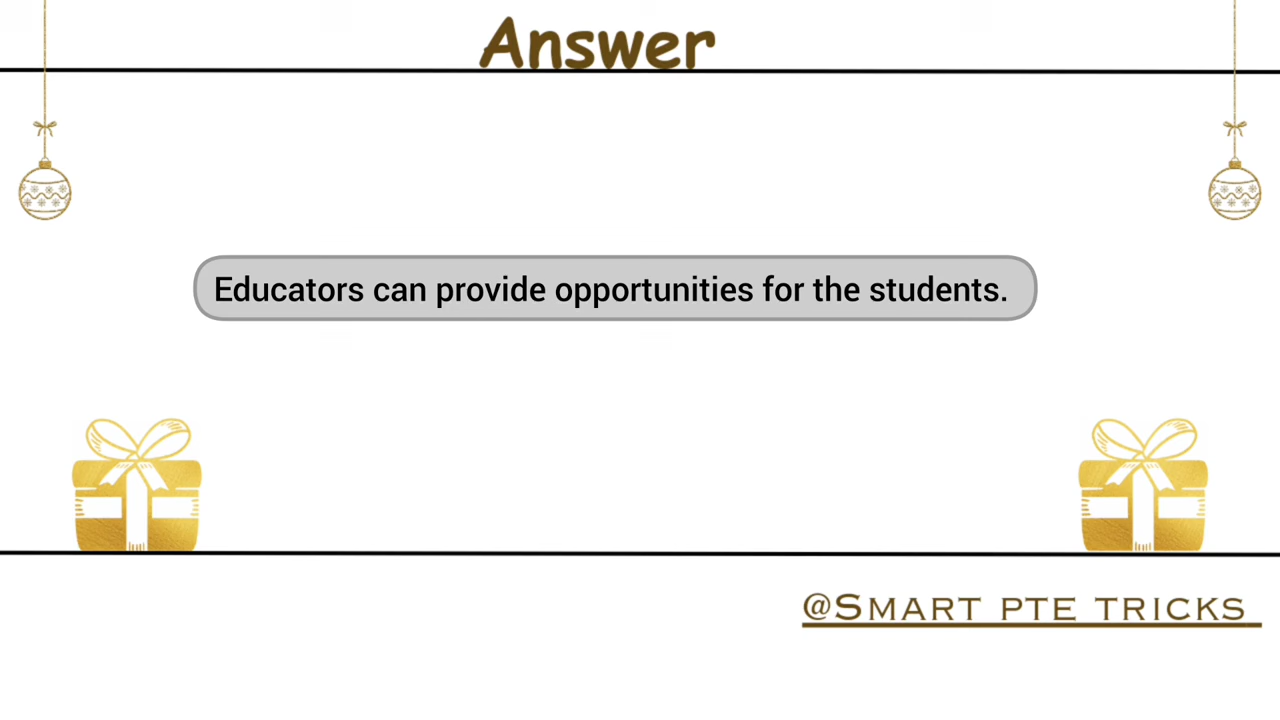 Answer
Educators can provide opportunities for the students.
@SMART PTE TRICKS